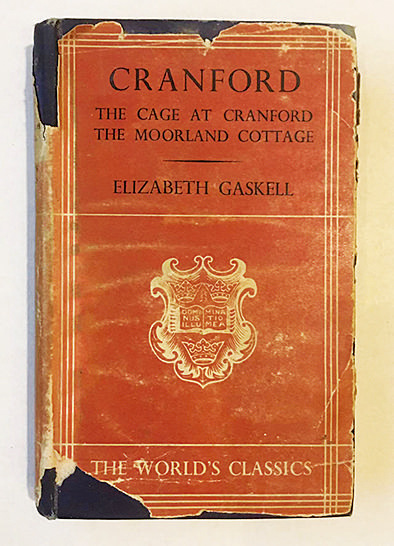 CRANFORD
THE CAGE AT CRANFORD
THE MOORLAND COTTAGE
ELIZABETH GASKELL
DOMI MINA
NUS TIO
ILLU MEA
THE WORLD'S CLASSICS